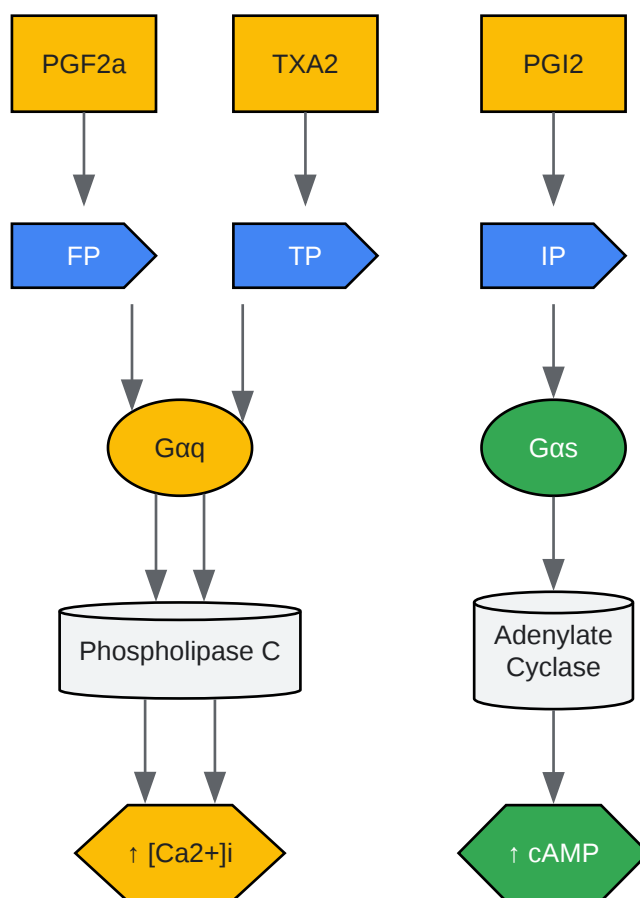 PGF2a
TXA2
PGI2
FP
TP
IP
Gαq
Gαs
Phospholipase C
Adenylate
Cyclase
↑ [Ca2+]i
↑ cAMP